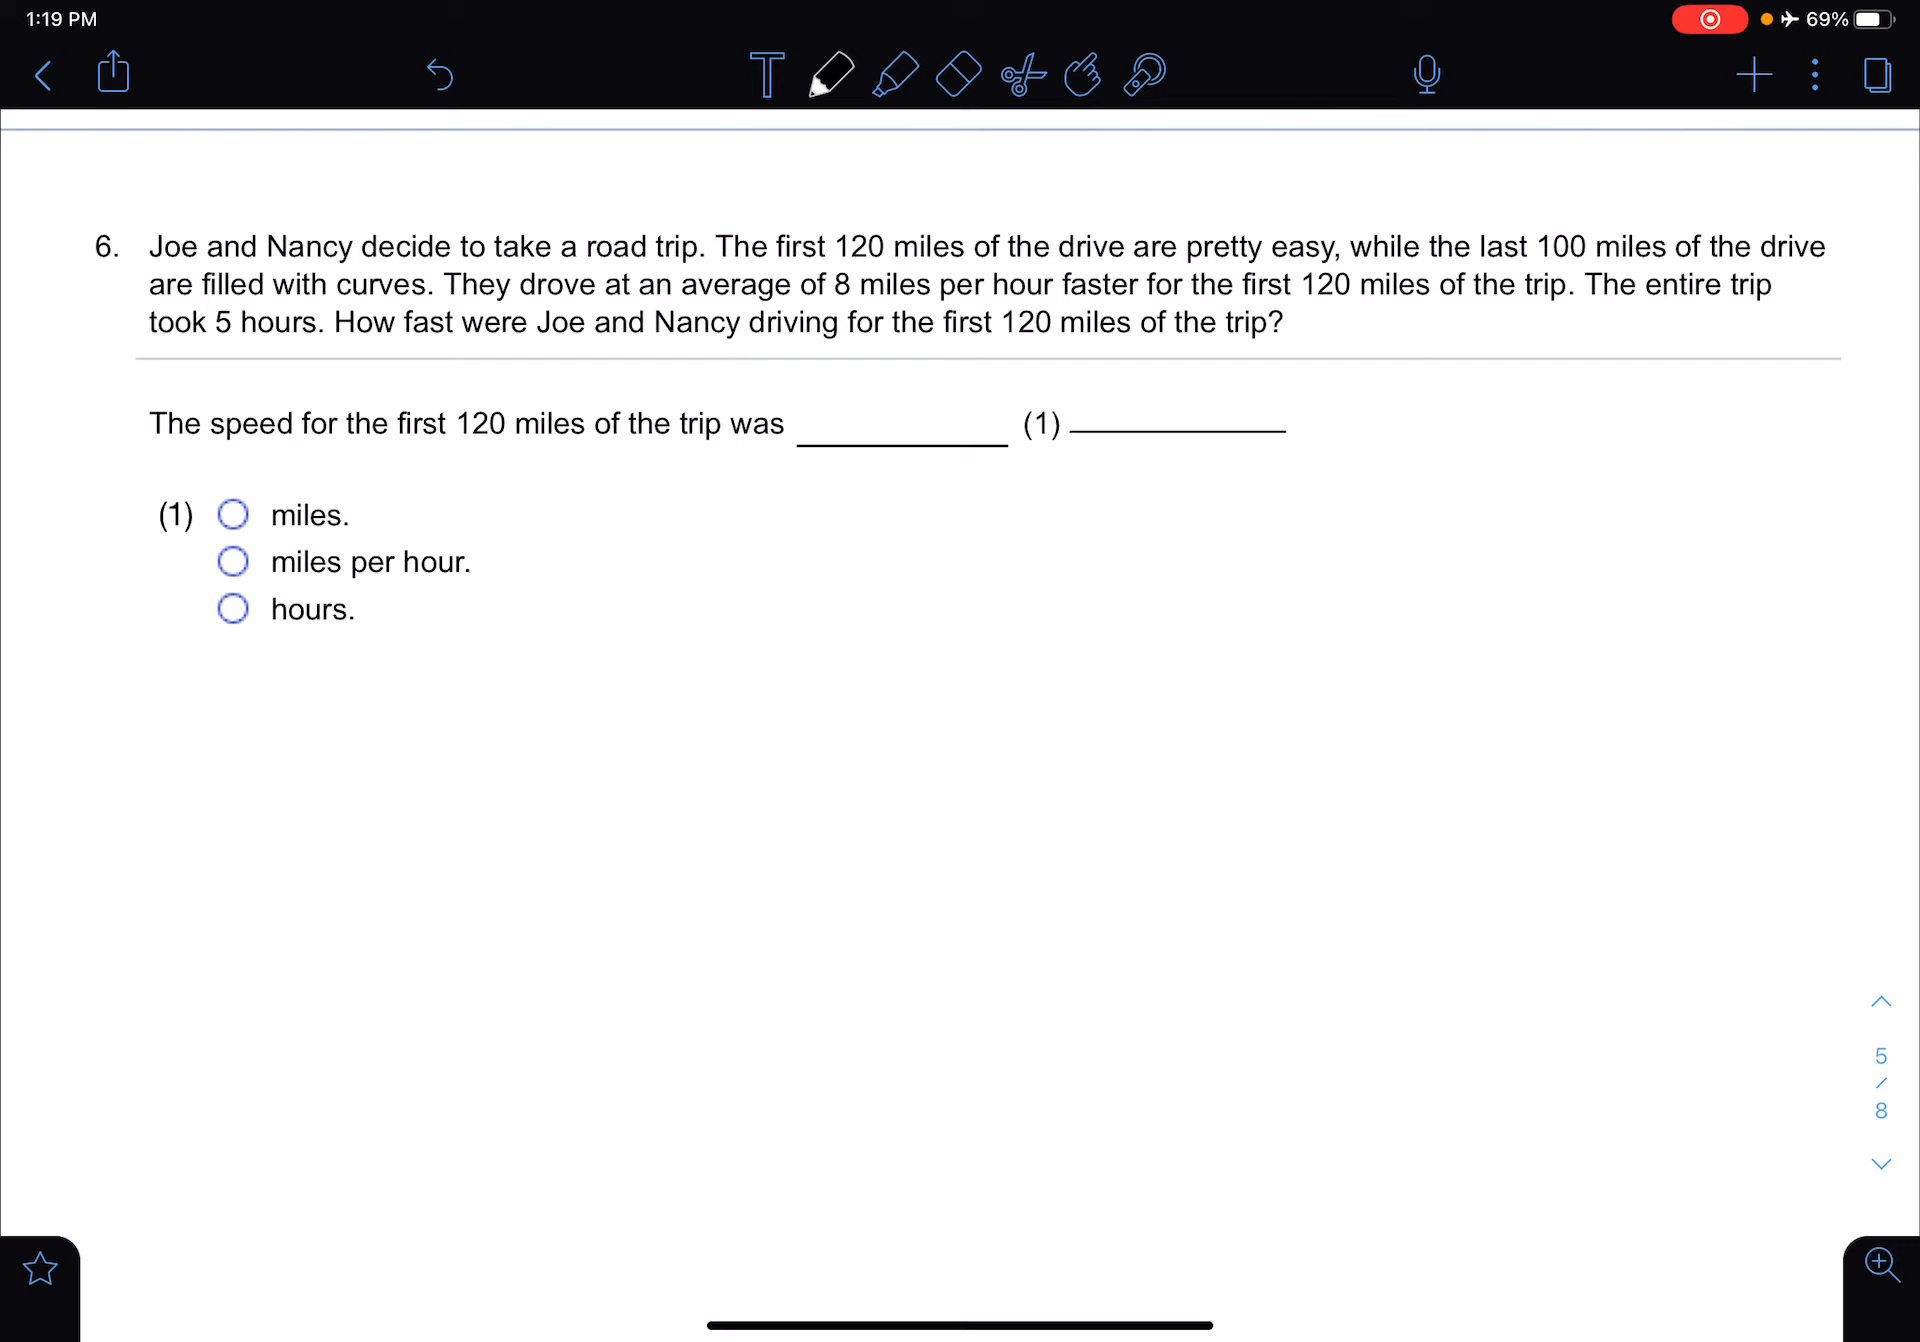 1:19 PM
69%
T
6. Joe and Nancy decide to take a road trip. The first 120 miles of the drive are pretty easy, while the last 100 miles of the drive
are filled with curves. They drove at an average of 8 miles per hour faster for the first 120 miles of the trip. The entire trip
took 5 hours. How fast were Joe and Nancy driving for the first 120 miles of the trip?
The speed for the first 120 miles of the trip was ________ (1) ________
(1) miles.
miles per hour.
hours.
5
/
8